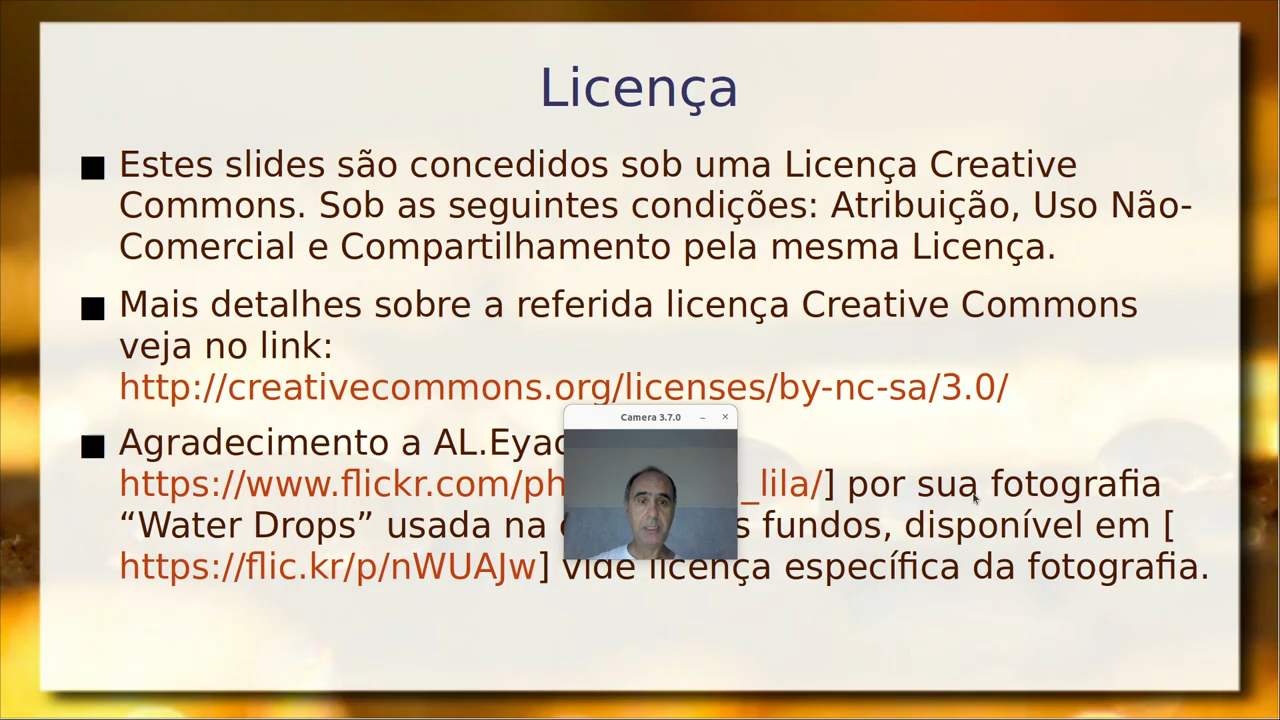 Licença
Estes slides são concedidos sob uma Licença Creative
Commons. Sob as seguintes condições: Atribuição, Uso Não-
Comercial e Compartilhamento pela mesma Licença.
Mais detalhes sobre a referida licença Creative Commons
veja no link:
http://creativecommons.org/licenses/by-nc-sa/3.0/
Camera 3.7.0
Agradecimento a
https://www.flickr.com/ph _lila/] por sua fotografia
“Water Drops” usada na fundos, disponível em [
https://flic.kr/p/nWUAJw] vide licença específica da fotografia.